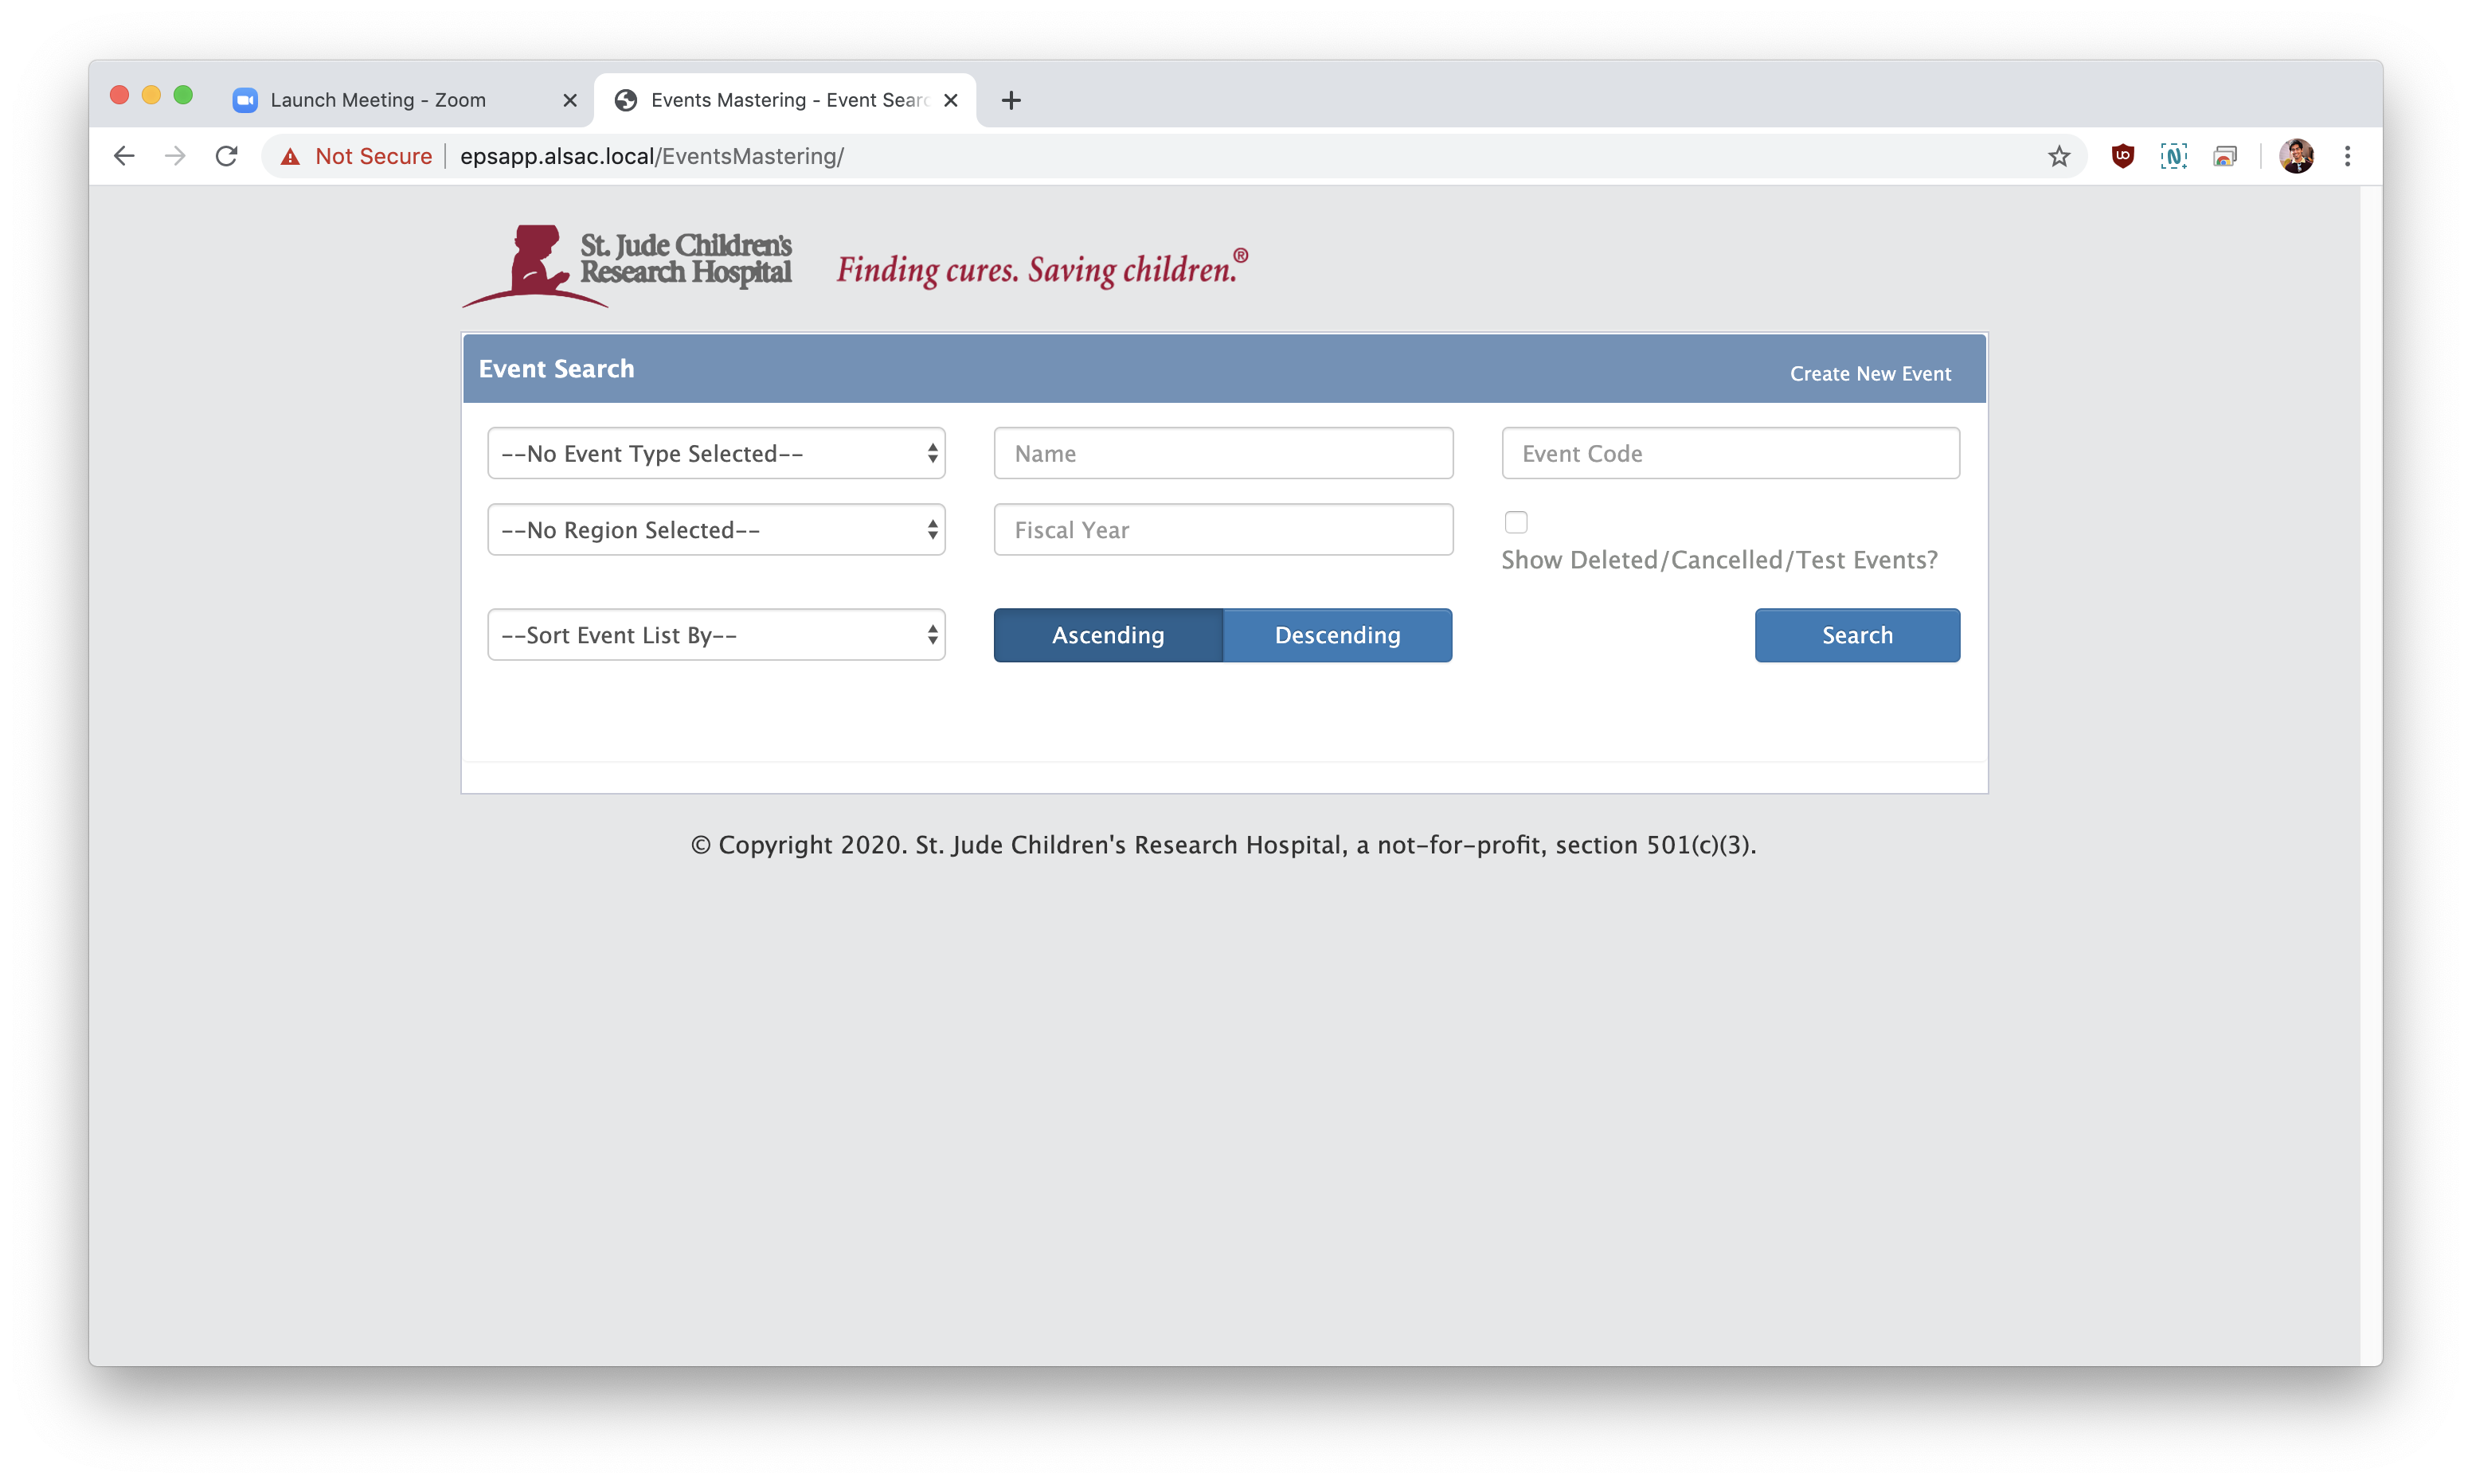 Launch Meeting - Zoom
Events Mastering - Event Sear
Not Secure
epsapp.alsac.local/EventsMastering/
St. Jude Children's
Research Hospital
Finding cures. Saving children.®
Event Search
Create New Event
--No Event Type Selected--
Name
Event Code
--No Region Selected--
Fiscal Year
Show Deleted/Cancelled/Test Events?
--Sort Event List By--
Ascending
Descending
Search
© Copyright 2020. St. Jude Children's Research Hospital, a not-for-profit, section 501(c)(3).